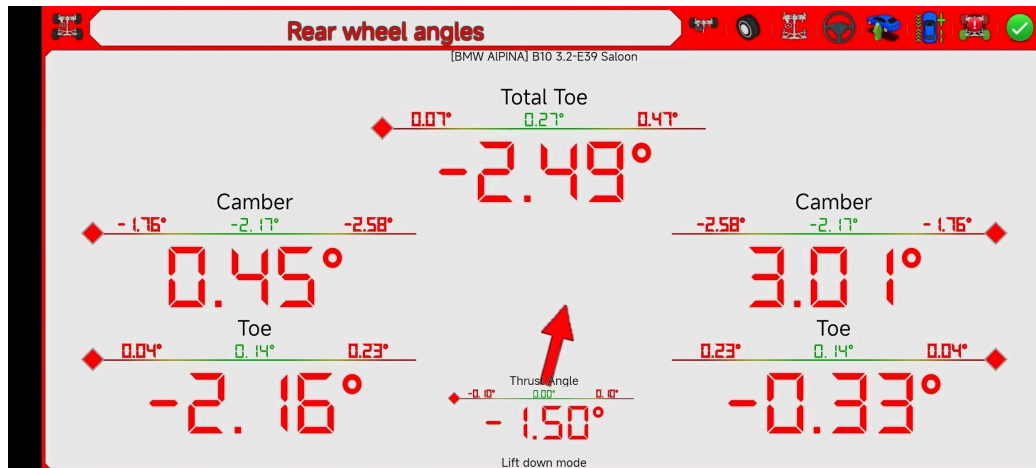 Rear wheel angles
[BMW AlPINA] B10 3.2-E39 Saloon
Total Toe
0.07° 0.27° 0.47°
-2.49°
Camber
-1.76° -2.17° -2.58°
0.45°
Camber
-2.58° -2.17° -1.76°
3.01°
Toe
0.04° 0.14° 0.23°
-2.16°
Thrust Angle
-0.10° 0.00° 0.10°
-1.50°
Toe
0.23° 0.14° 0.04°
-0.33°
Lift down mode